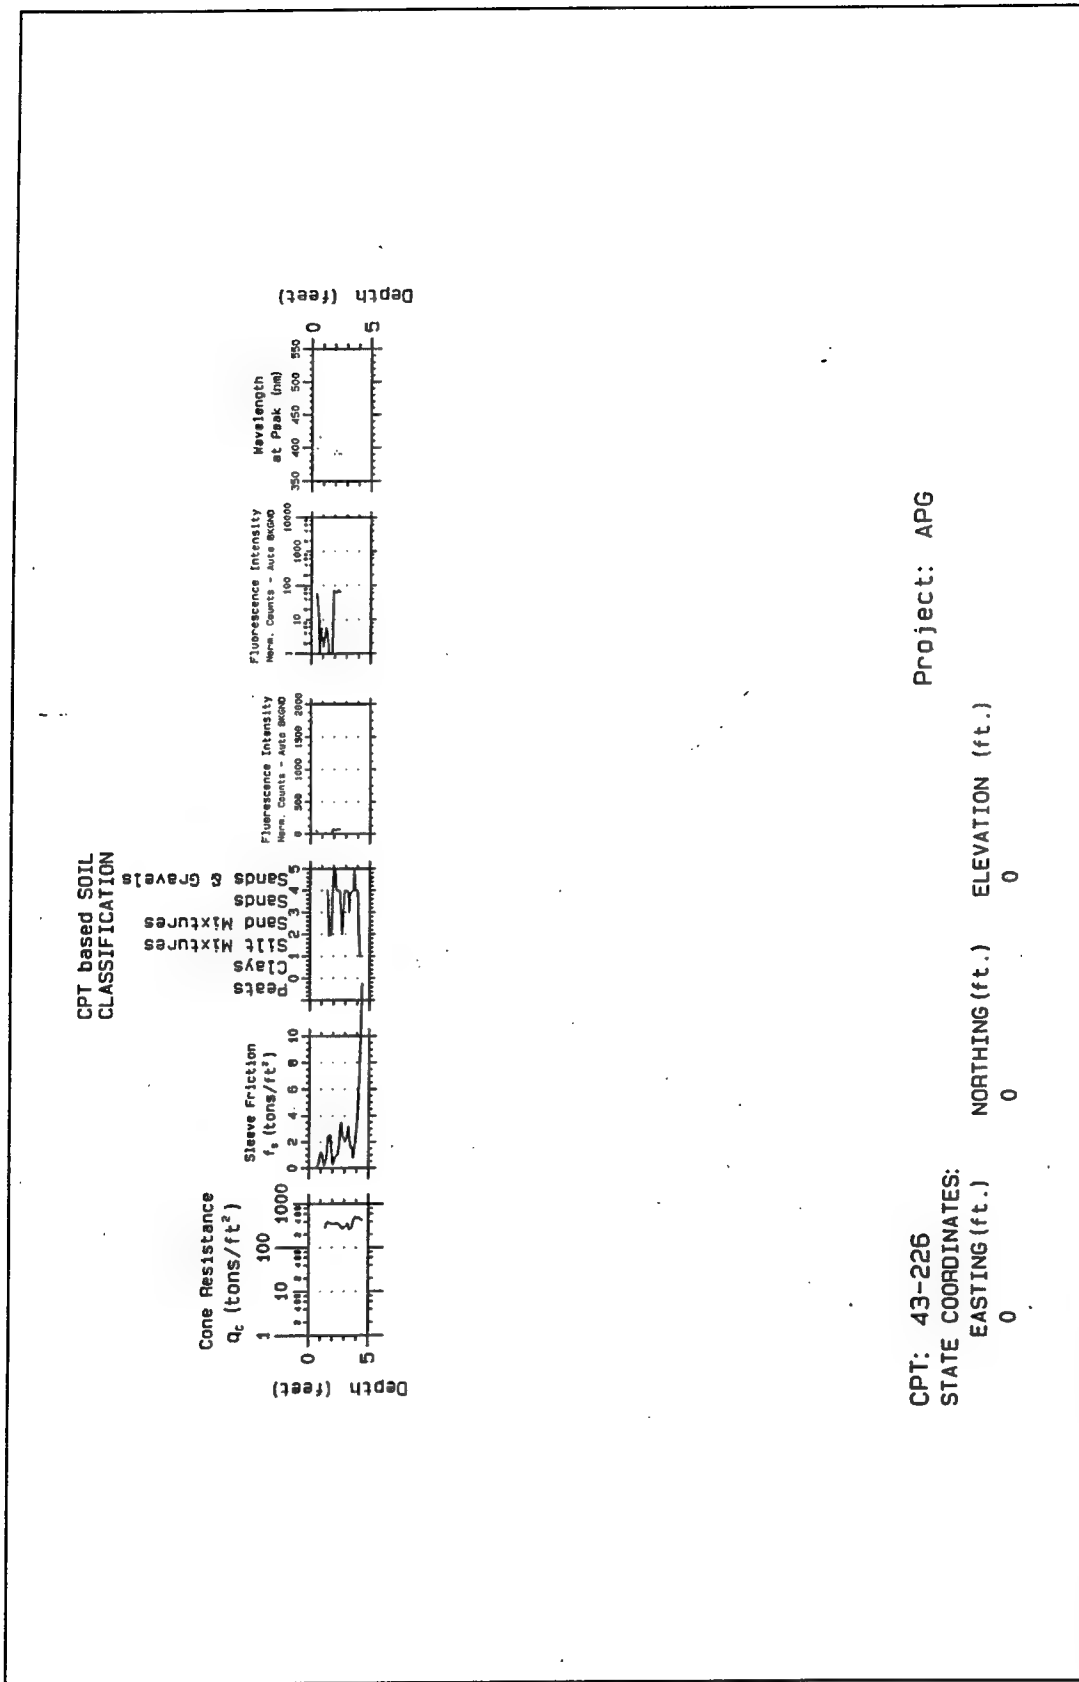 CPT based SOIL
CLASSIFICATION
Cone Resistance
qc (tons/ft²)
1 10 100 1000
Depth (feet)
0
5
Sleeve Friction
fs (tons/ft²)
0 2 4 6 8 10
Peats
Clays
Silt Mixtures
Sand Mixtures
Sands
Sands & Gravels
0 1 2 3 4 5
Fluorescence Intensity
Norm. Counts - Auto BKGND
0 500 1000 1500 2000
Fluorescence Intensity
Norm. Counts - Auto BKGND
1 10 100 1000 10000
Wavelength
at Peak (nm)
350 400 450 500 550
0
5
Depth (feet)
CPT: 43-226
Project: APG
STATE COORDINATES:
EASTING(ft.) NORTHING(ft.) ELEVATION (ft.)
0 0 0